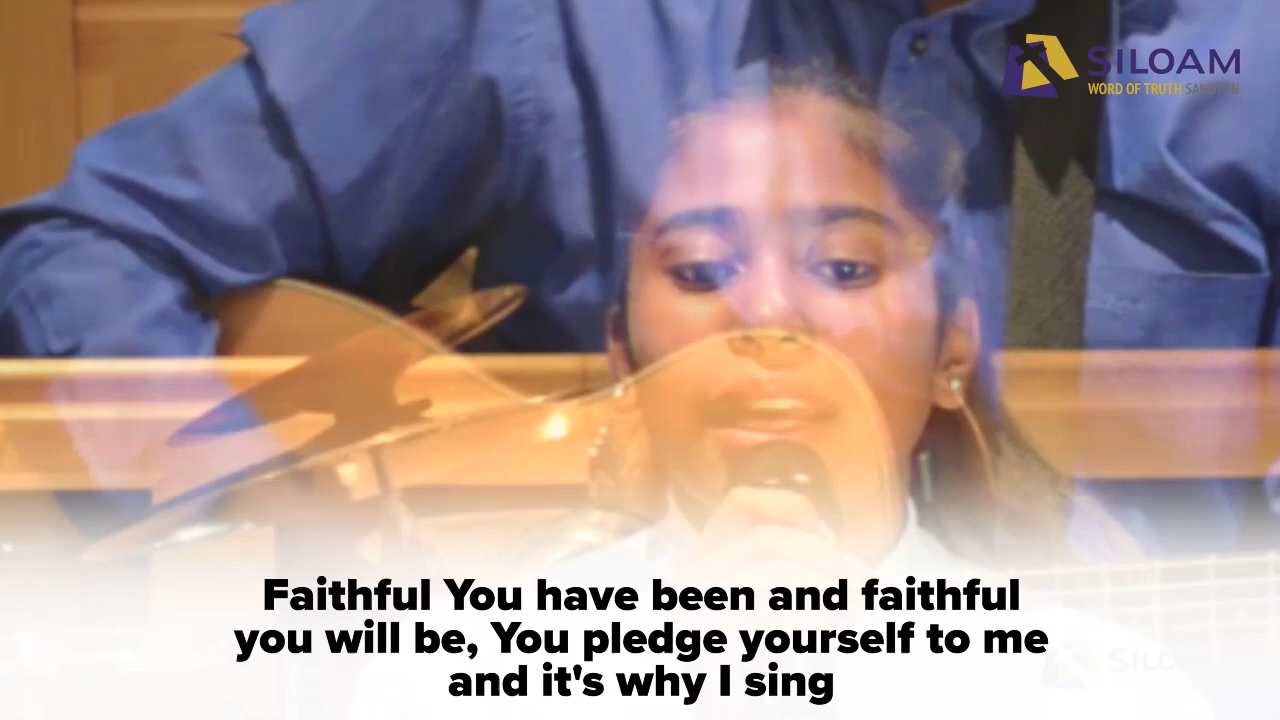 SILOAM
WORD OF TRUTH SANDTON
Faithful You have been and faithful
you will be, You pledge yourself to me
and it's why I sing